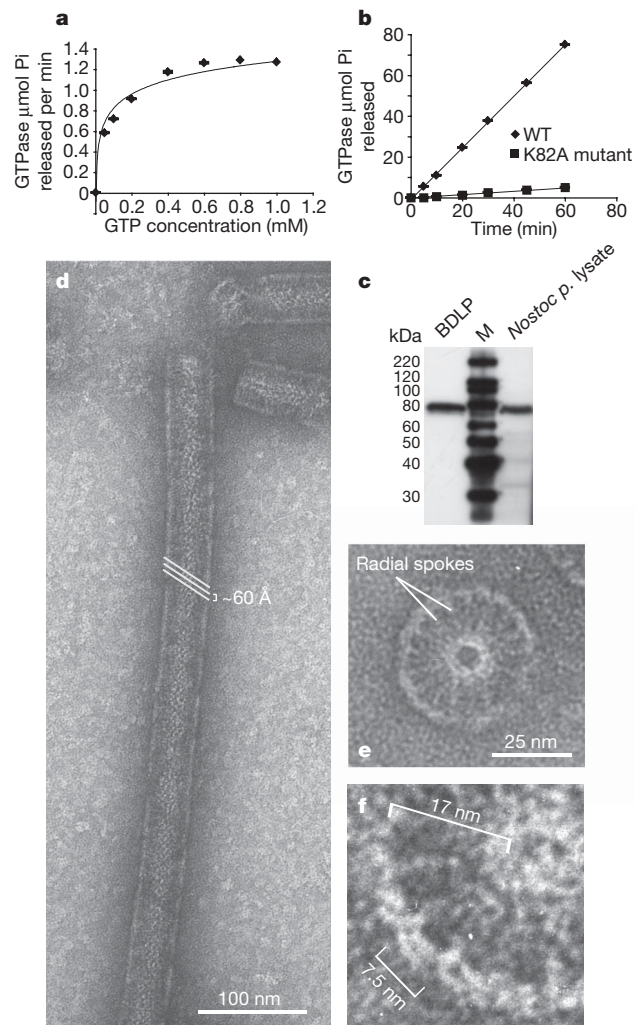 a
GTPase μmol Pi
released per min
1.4
1.2
1.0
0.8
0.6
0.4
0.2
0
0 0.2 0.4 0.6 0.8 1.0 1.2
GTP concentration (mM)
b
GTPase μmol Pi
released
80
60
40
20
0
0 20 40 60 80
Time (min)
WT
K82A mutant
c
BDLP
M
Nostoc p. lysate
kDa
220
120
100
80
60
50
40
30
d
~60 Å
100 nm
Radial spokes
e
25 nm
f
17 nm
7.5 nm